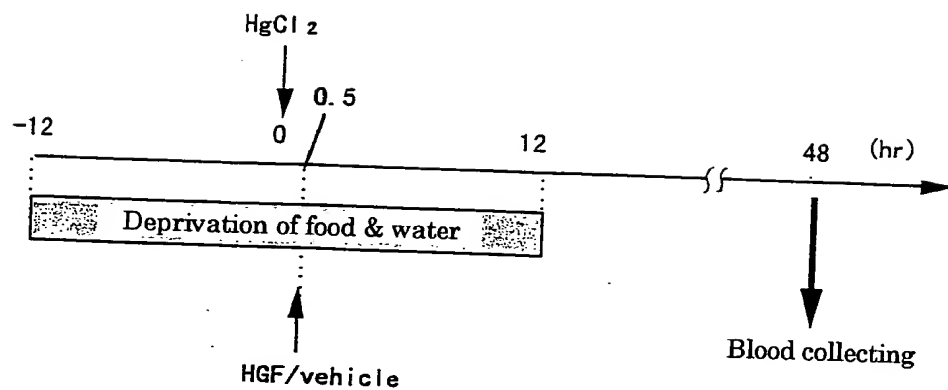 HgCl2
0.5
-12
0
12
48
(hr)
Deprivation of food & water
HGF/vehicle
Blood collecting